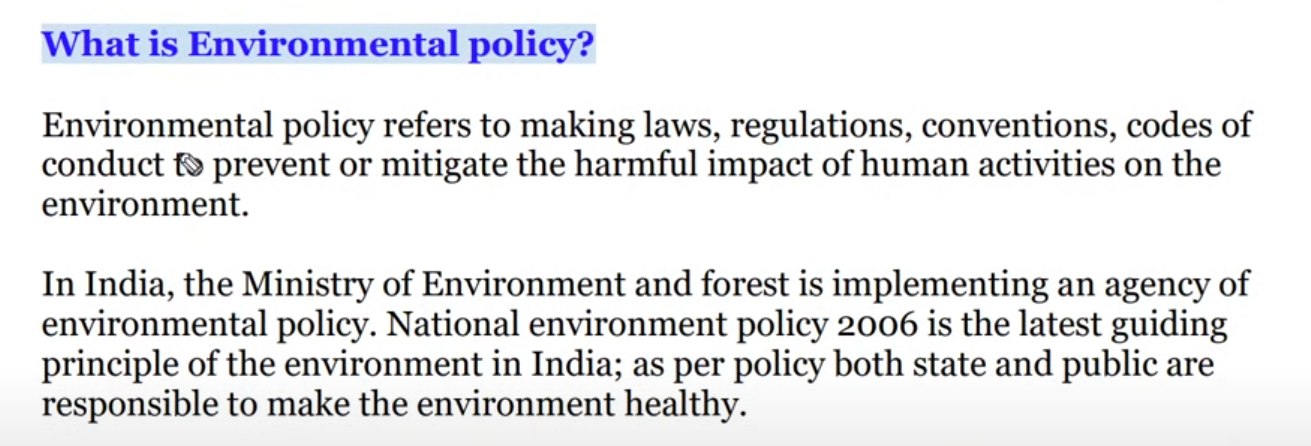 What is Environmental policy?
Environmental policy refers to making laws, regulations, conventions, codes of
conduct to prevent or mitigate the harmful impact of human activities on the
environment.
In India, the Ministry of Environment and forest is implementing an agency of
environmental policy. National environment policy 2006 is the latest guiding
principle of the environment in India; as per policy both state and public are
responsible to make the environment healthy.